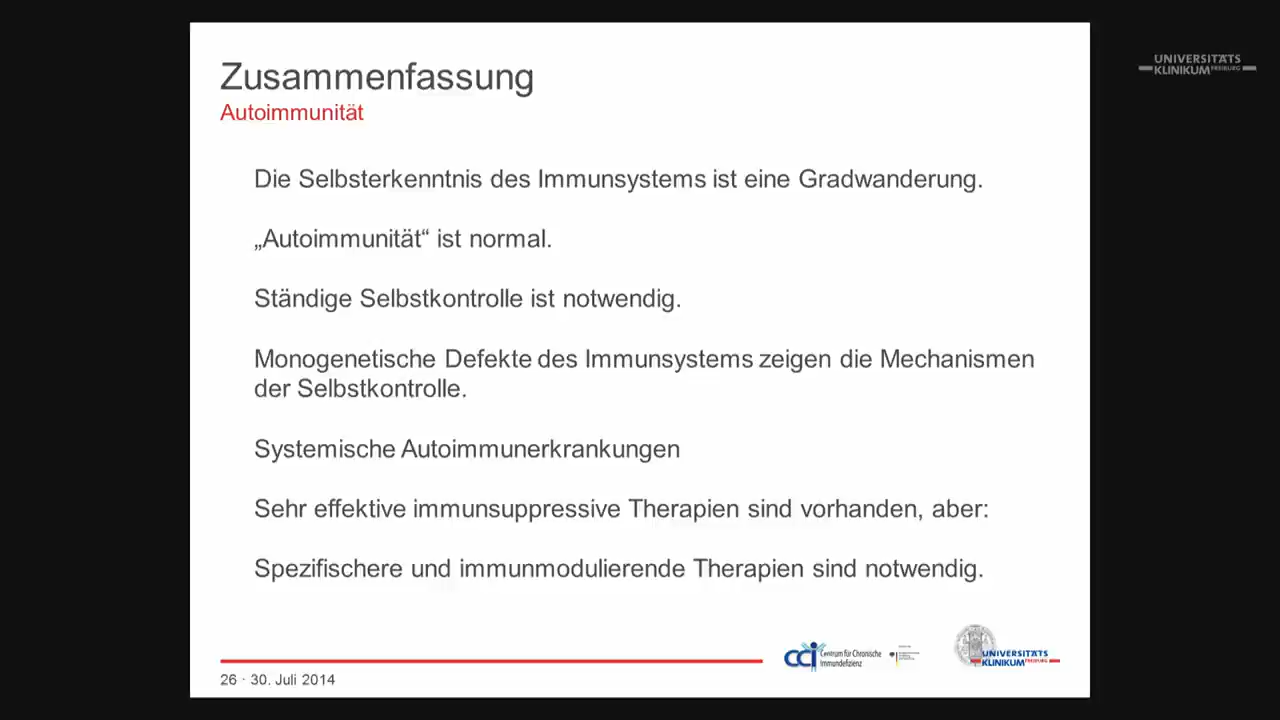 UNIVERSITÄTS
KLINIKUM FREIBURG
Zusammenfassung
Autoimmunität
Die Selbsterkenntnis des Immunsystems ist eine Gradwanderung.
„Autoimmunität“ ist normal.
Ständige Selbstkontrolle ist notwendig.
Monogenetische Defekte des Immunsystems zeigen die Mechanismen
der Selbstkontrolle.
Systemische Autoimmunerkrankungen
Sehr effektive immunsuppressive Therapien sind vorhanden, aber:
Spezifischere und immunmodulierende Therapien sind notwendig.
CCI Centrum für Chronische
Immundefizienz
UNIVERSITÄTS
KLINIKUM FREIBURG
26 · 30. Juli 2014